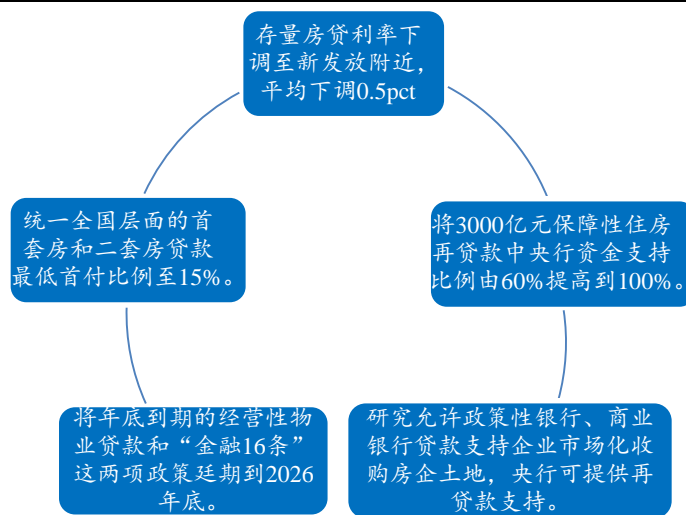 存量房贷利率下
调至新发放附近，
平均下调0.5pct
统一全国层面的首
套房和二套房贷款
最低首付比例至15%。
将3000亿元保障性住房
再贷款中央行资金支持
比例由60%提高到100%。
将年底到期的经营性物
业贷款和“金融16条”
这两项政策延期到2026
年底。
研究允许政策性银行、商业
银行贷款支持企业市场化收
购房企土地，央行可提供再
贷款支持。